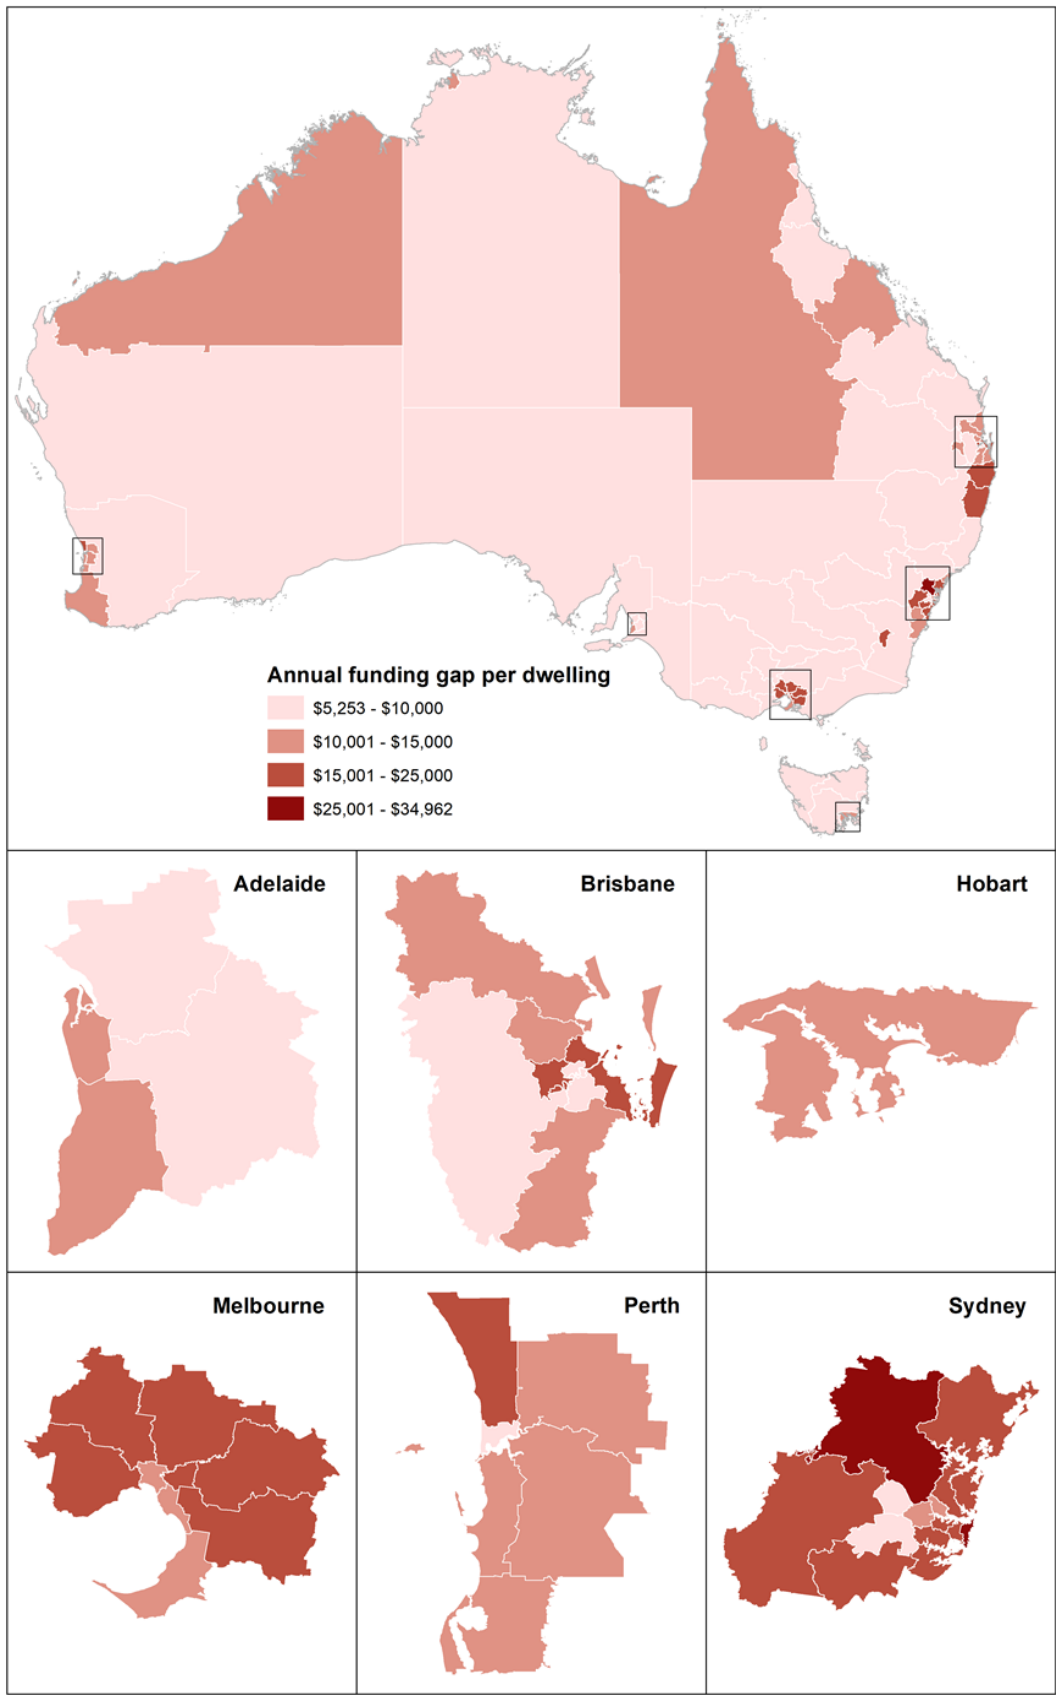 Annual funding gap per dwelling
$5,253 - $10,000
$10,001 - $15,000
$15,001 - $25,000
$25,001 - $34,962
Adelaide
Brisbane
Hobart
Melbourne
Perth
Sydney